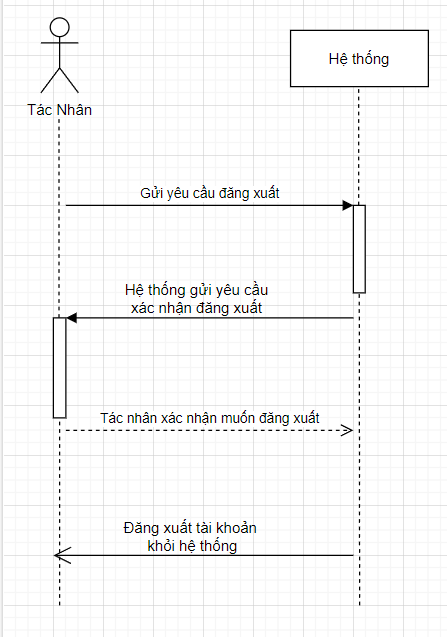 Hệ thống
Tác Nhân
Gửi yêu cầu đăng xuất
Hệ thống gửi yêu cầu
xác nhận đăng xuất
Tác nhân xác nhận muốn đăng xuất
Đăng xuất tài khoản
khỏi hệ thống